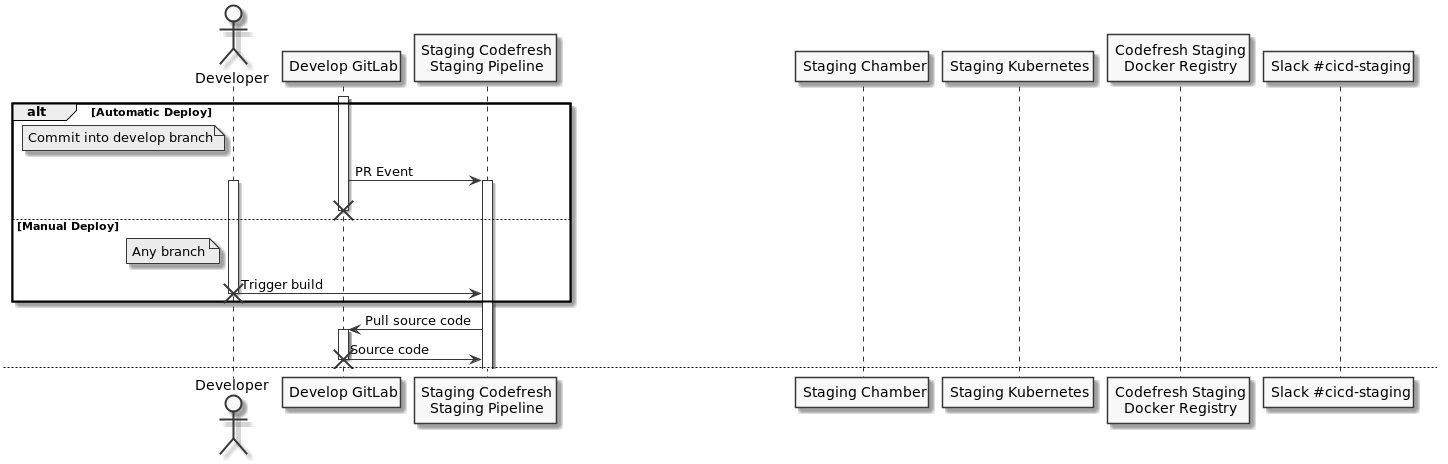 Developer
Develop GitLab
Staging Codefresh
Staging Pipeline
Staging Chamber
Staging Kubernetes
Codefresh Staging
Docker Registry
Slack #cicd-staging
alt
[Automatic Deploy]
Commit into develop branch
PR Event
[Manual Deploy]
Any branch
Trigger build
Pull source code
Source code
Developer
Develop GitLab
Staging Codefresh
Staging Pipeline
Staging Chamber
Staging Kubernetes
Codefresh Staging
Docker Registry
Slack #cicd-staging